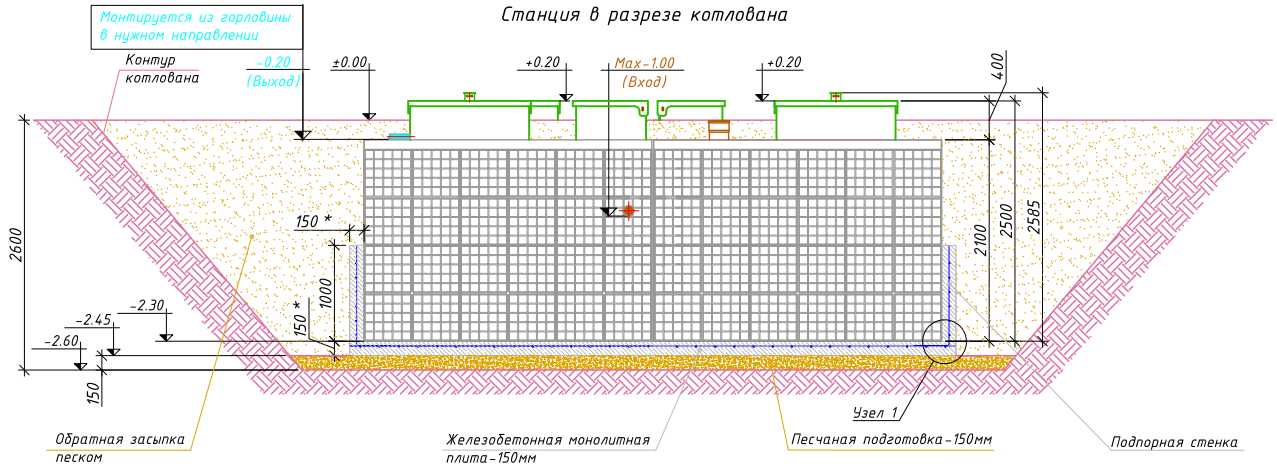 Станция в разрезе котлована
Монтируется из горловины
в нужном направлении
Контур
котлована
-0.20
(Выход)
±0.00
+0.20
Max-1.00
(Вход)
+0.20
400
2600
150 *
1000
150 *
2100
2500
2585
-2.30
-2.45
-2.60
150
Узел 1
Обратная засыпка
песком
Железобетонная монолитная
плита-150мм
Песчаная подготовка-150мм
Подпорная стенка